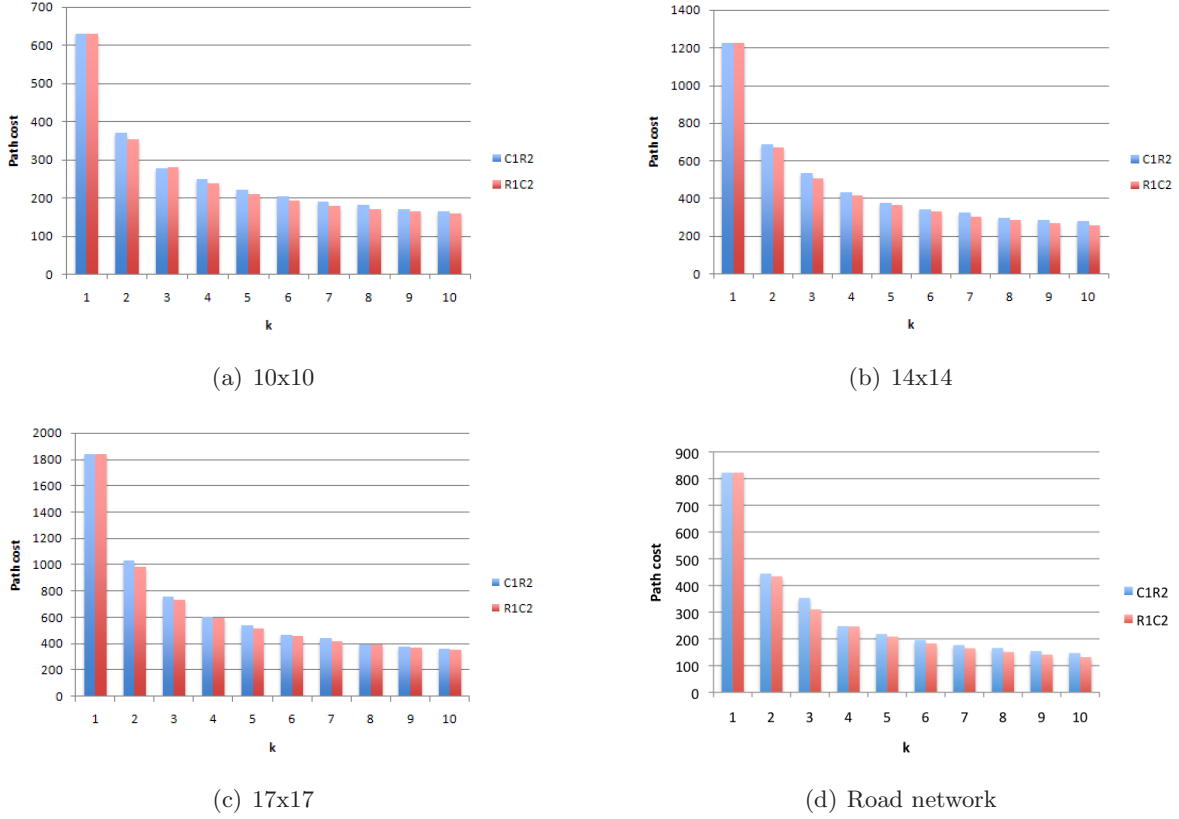 700
600
500
400
300
200
100
0
Path cost
1 2 3 4 5 6 7 8 9 10
k
C1R2
R1C2
(a) 10x10
1400
1200
1000
800
600
400
200
0
Path cost
1 2 3 4 5 6 7 8 9 10
k
C1R2
R1C2
(b) 14x14
2000
1800
1600
1400
1200
1000
800
600
400
200
0
Path cost
1 2 3 4 5 6 7 8 9 10
k
C1R2
R1C2
(c) 17x17
900
800
700
600
500
400
300
200
100
0
Path cost
1 2 3 4 5 6 7 8 9 10
k
C1R2
R1C2
(d) Road network